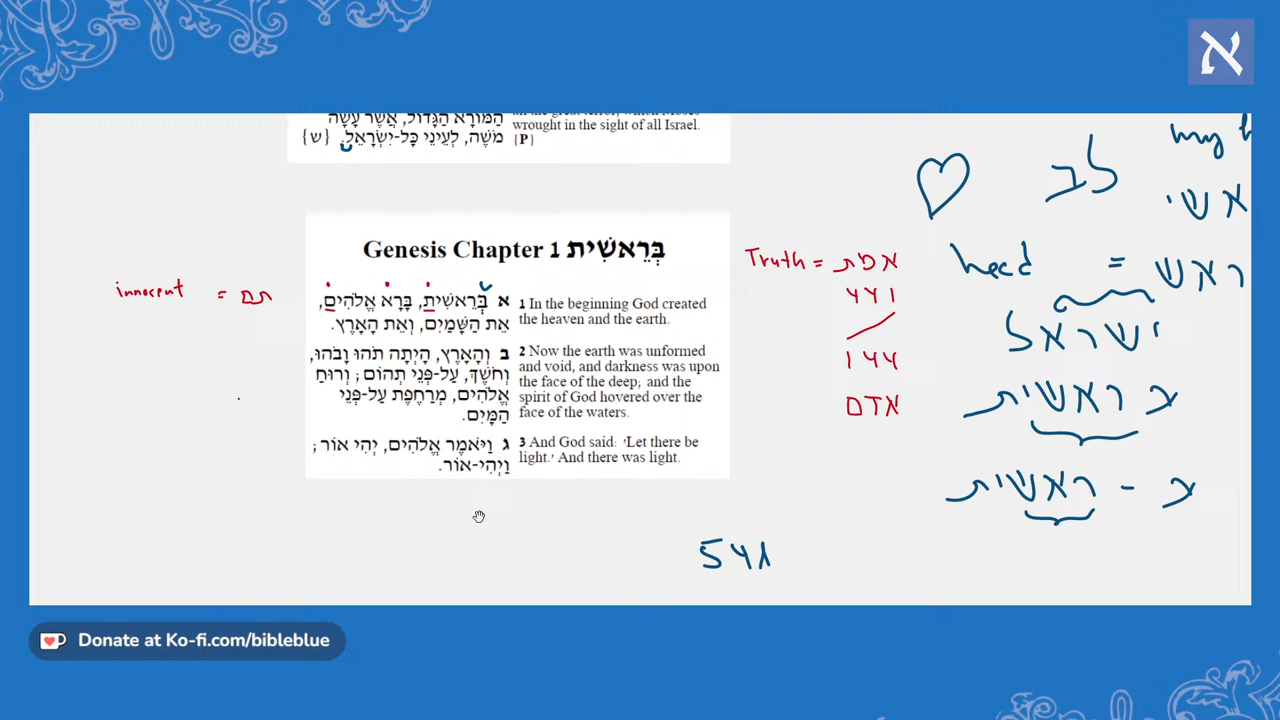 א
המורא הגדול, אשר עשה
משה, לעיני כל-ישראל. {ש}
wrought in the sight of all Israel.
{P}
Genesis Chapter 1 בְּרֵאשִׁית
א בְּרֵאשִׁית, בָּרָא אֱלֹהִים,
אֵת הַשָּׁמַיִם, וְאֵת הָאָרֶץ.
1 In the beginning God created
the heaven and the earth.
ב וְהָאָרֶץ, הָיְתָה תֹהוּ וָבֹהוּ,
וְחֹשֶׁךְ, עַל-פְּנֵי תְהוֹם; וְרוּחַ
אֱלֹהִים, מְרַחֶפֶת עַל-פְּנֵי
הַמָּיִם.
2 Now the earth was unformed
and void, and darkness was upon
the face of the deep; and the
spirit of God hovered over the
face of the waters.
ג וַיֹּאמֶר אֱלֹהִים, יְהִי אוֹר;
וַיְהִי-אוֹר.
3 And God said: 'Let there be
light.' And there was light.
innocent = תם
Truth = אמת
441
144
אדם
לב
my
אשי
head = ראש
ישראל
ב ראשית
ב - ראשית
541
Donate at Ko-fi.com/bibleblue